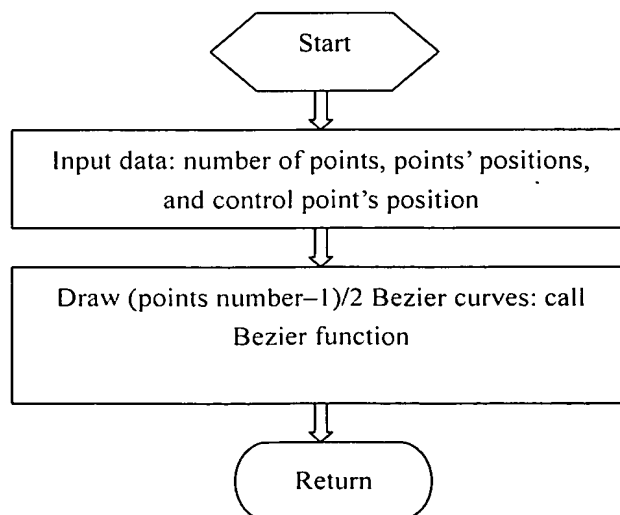 Start
Input data: number of points, points’ positions,
and control point’s position
Draw (points number–1)/2 Bezier curves: call
Bezier function
Return